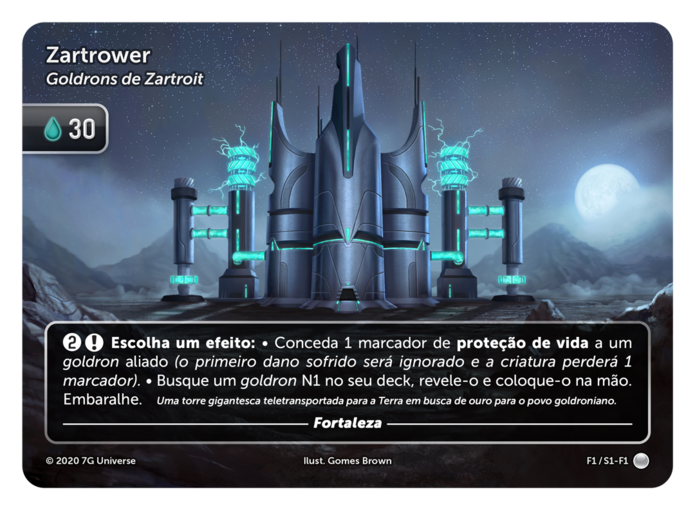 Zartrower
Goldrons de Zartroit
30
2 ! Escolha um efeito: • Conceda 1 marcador de proteção de vida a um
goldron aliado (o primeiro dano sofrido será ignorado e a criatura perderá 1
marcador). • Busque um goldron N1 no seu deck, revele-o e coloque-o na mão.
Embaralhe. Uma torre gigantesca teletransportada para a Terra em busca de ouro para o povo goldroniano.
Fortaleza
© 2020 7G Universe
Ilust. Gomes Brown
F1 / S1-F1